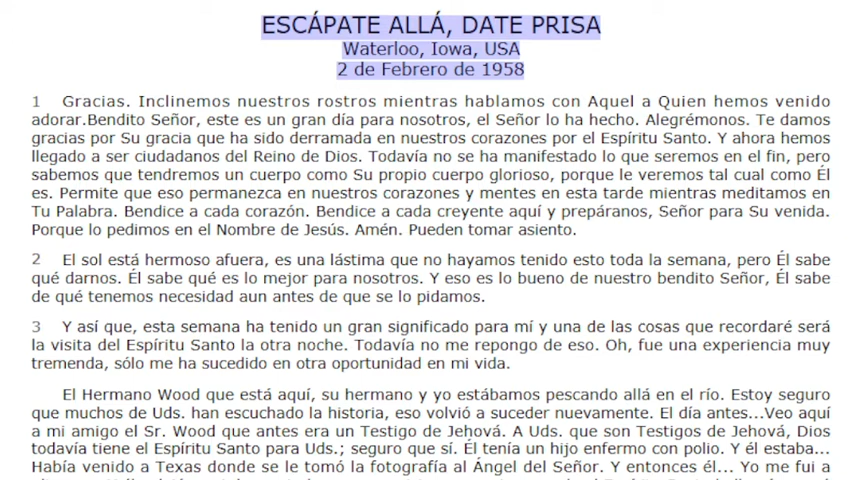 ESCÁPATE ALLÁ, DATE PRISA
Waterloo, Iowa, USA
2 de Febrero de 1958
1 Gracias. Inclinemos nuestros rostros mientras hablamos con Aquel a Quien hemos venido
adorar.Bendito Señor, este es un gran día para nosotros, el Señor lo ha hecho. Alegrémonos. Te damos
gracias por Su gracia que ha sido derramada en nuestros corazones por el Espíritu Santo. Y ahora hemos
llegado a ser ciudadanos del Reino de Dios. Todavía no se ha manifestado lo que seremos en el fin, pero
sabemos que tendremos un cuerpo como Su propio cuerpo glorioso, porque le veremos tal cual como Él
es. Permite que eso permanezca en nuestros corazones y mentes en esta tarde mientras meditamos en
Tu Palabra. Bendice a cada corazón. Bendice a cada creyente aquí y prepáranos, Señor para Su venida.
Porque lo pedimos en el Nombre de Jesús. Amén. Pueden tomar asiento.
2 El sol está hermoso afuera, es una lástima que no hayamos tenido esto toda la semana, pero Él sabe
qué darnos. Él sabe qué es lo mejor para nosotros. Y eso es lo bueno de nuestro bendito Señor, Él sabe
de qué tenemos necesidad aun antes de que se lo pidamos.
3 Y así que, esta semana ha tenido un gran significado para mí y una de las cosas que recordaré será
la visita del Espíritu Santo la otra noche. Todavía no me repongo de eso. Oh, fue una experiencia muy
tremenda, sólo me ha sucedido en otra oportunidad en mi vida.
El Hermano Wood que está aquí, su hermano y yo estábamos pescando allá en el río. Estoy seguro
que muchos de Uds. han escuchado la historia, eso volvió a suceder nuevamente. El día antes...Veo aquí
a mi amigo el Sr. Wood que antes era un Testigo de Jehová. A Uds. que son Testigos de Jehová, Dios
todavía tiene el Espíritu Santo para Uds.; seguro que sí. Él tenía un hijo enfermo con polio. Y él estaba...
Había venido a Texas donde se le tomó la fotografía al Ángel del Señor. Y entonces él... Yo me fui a